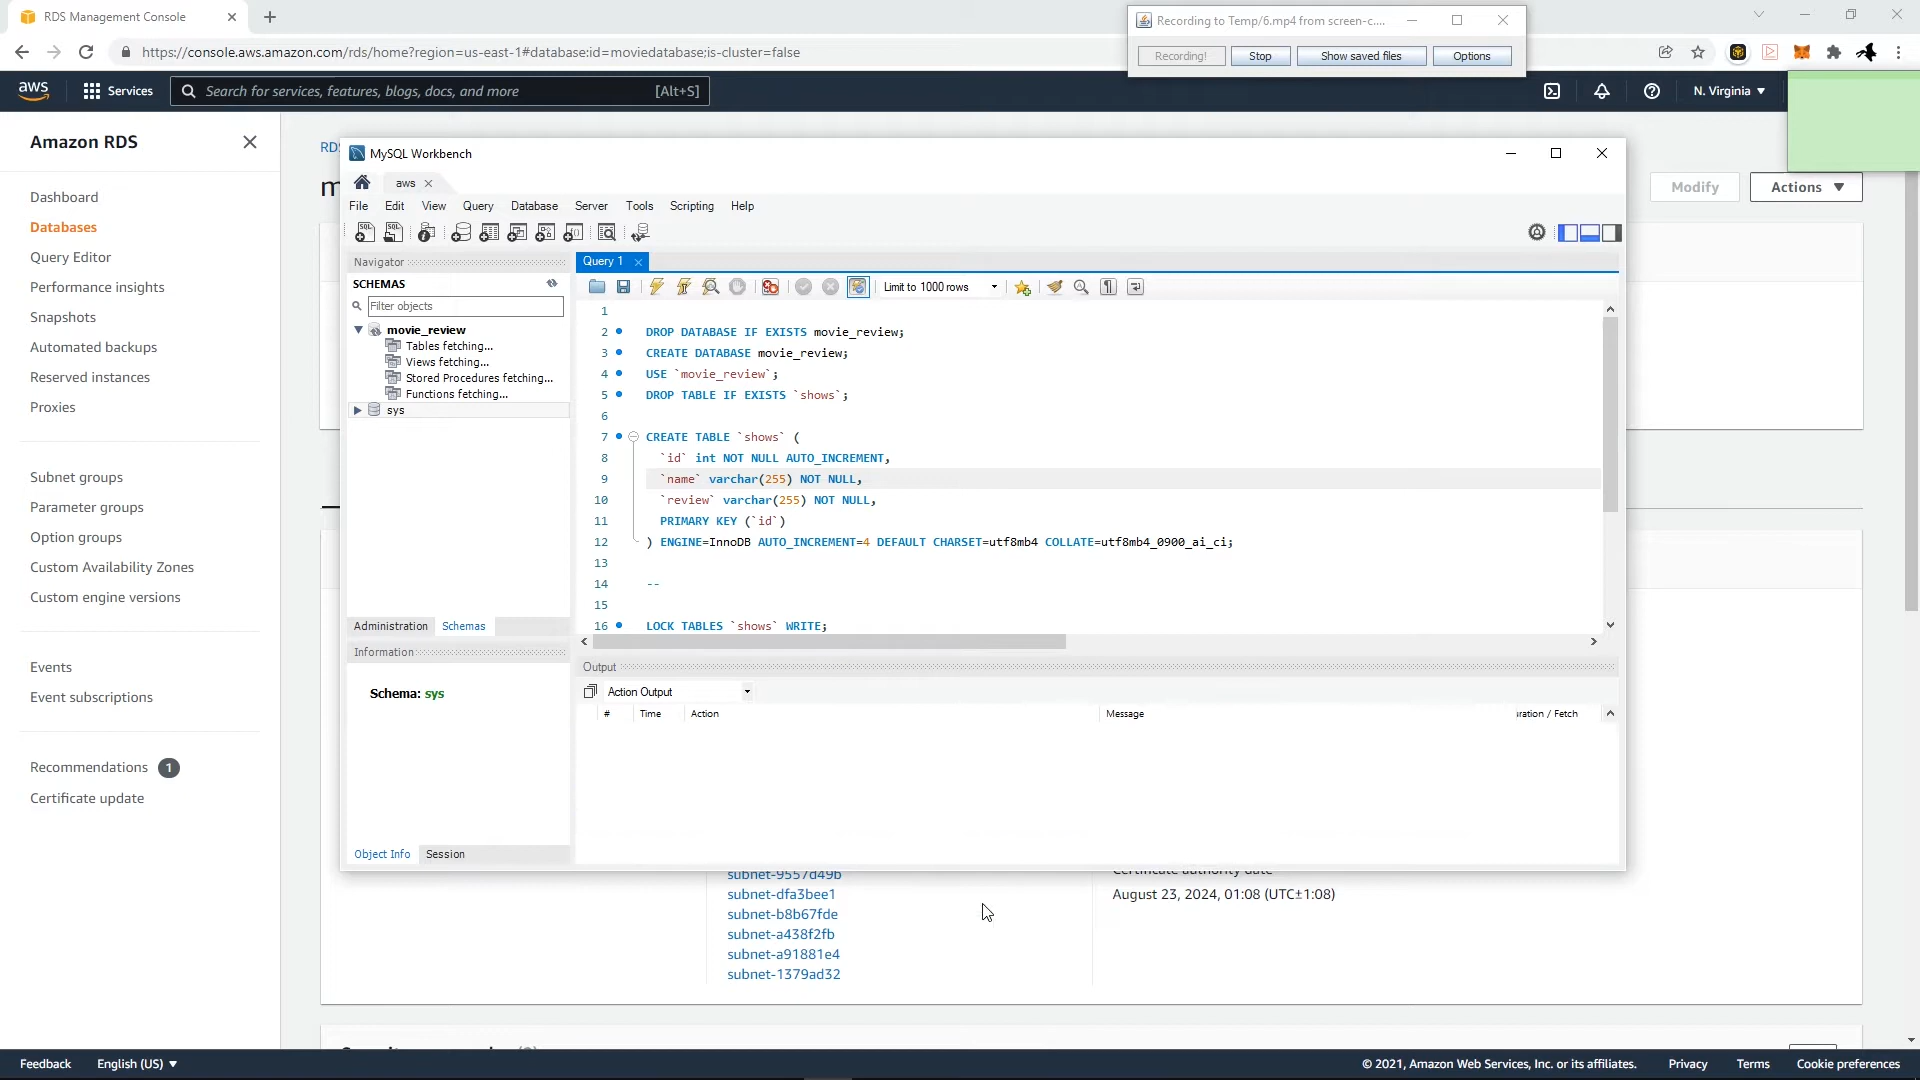 RDS Management Console
Recording to Temp/6.mp4 from screen-c....
https://console.aws.amazon.com/rds/home?region=us-east-1#database:id=moviedatabase;is-cluster=false
Recording!
Stop
Show saved files
Options
aws
Services
Search for services, features, blogs, docs, and more
[Alt+S]
N. Virginia
Amazon RDS
RDS
Modify
Actions
Dashboard
Databases
Query Editor
Performance insights
Snapshots
Automated backups
Reserved instances
Proxies
Subnet groups
Parameter groups
Option groups
Custom Availability Zones
Custom engine versions
Events
Event subscriptions
Recommendations 1
Certificate update
MySQL Workbench
aws
File Edit View Query Database Server Tools Scripting Help
Navigator
SCHEMAS
Filter objects
movie_review
Tables fetching...
Views fetching...
Stored Procedures fetching...
Functions fetching...
sys
Administration Schemas
Information
Schema: sys
Object Info Session
Query 1
Limit to 1000 rows
1
2 DROP DATABASE IF EXISTS movie_review;
3 CREATE DATABASE movie_review;
4 USE `movie_review`;
5 DROP TABLE IF EXISTS `shows`;
6
7 CREATE TABLE `shows` (
8 `id` int NOT NULL AUTO_INCREMENT,
9 `name` varchar(255) NOT NULL,
10 `review` varchar(255) NOT NULL,
11 PRIMARY KEY (`id`)
12 ) ENGINE=InnoDB AUTO_INCREMENT=4 DEFAULT CHARSET=utf8mb4 COLLATE=utf8mb4_0900_ai_ci;
13
14 --
15
16 LOCK TABLES `shows` WRITE;
Output
Action Output
# Time Action Message uration / Fetch
subnet-9557d49b
subnet-dfa3bee1
subnet-b8b67fde
subnet-a438f2fb
subnet-a91881e4
subnet-1379ad32
Certificate authority date
August 23, 2024, 01:08 (UTC±1:08)
Feedback
English (US)
© 2021, Amazon Web Services, Inc. or its affiliates.
Privacy
Terms
Cookie preferences